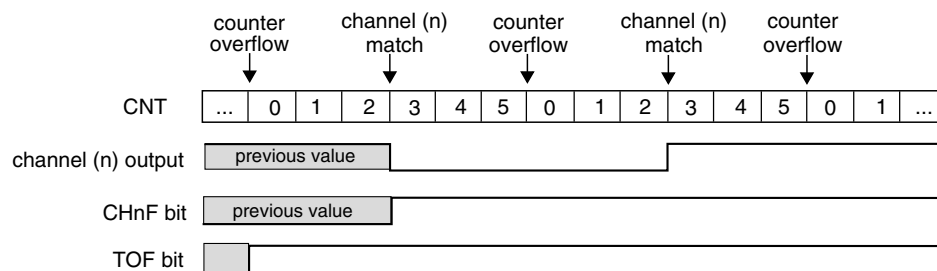 counter
overflow
channel (n)
match
counter
overflow
channel (n)
match
counter
overflow
CNT ... 0 1 2 3 4 5 0 1 2 3 4 5 0 1 ...
channel (n) output previous value
CHnF bit previous value
TOF bit